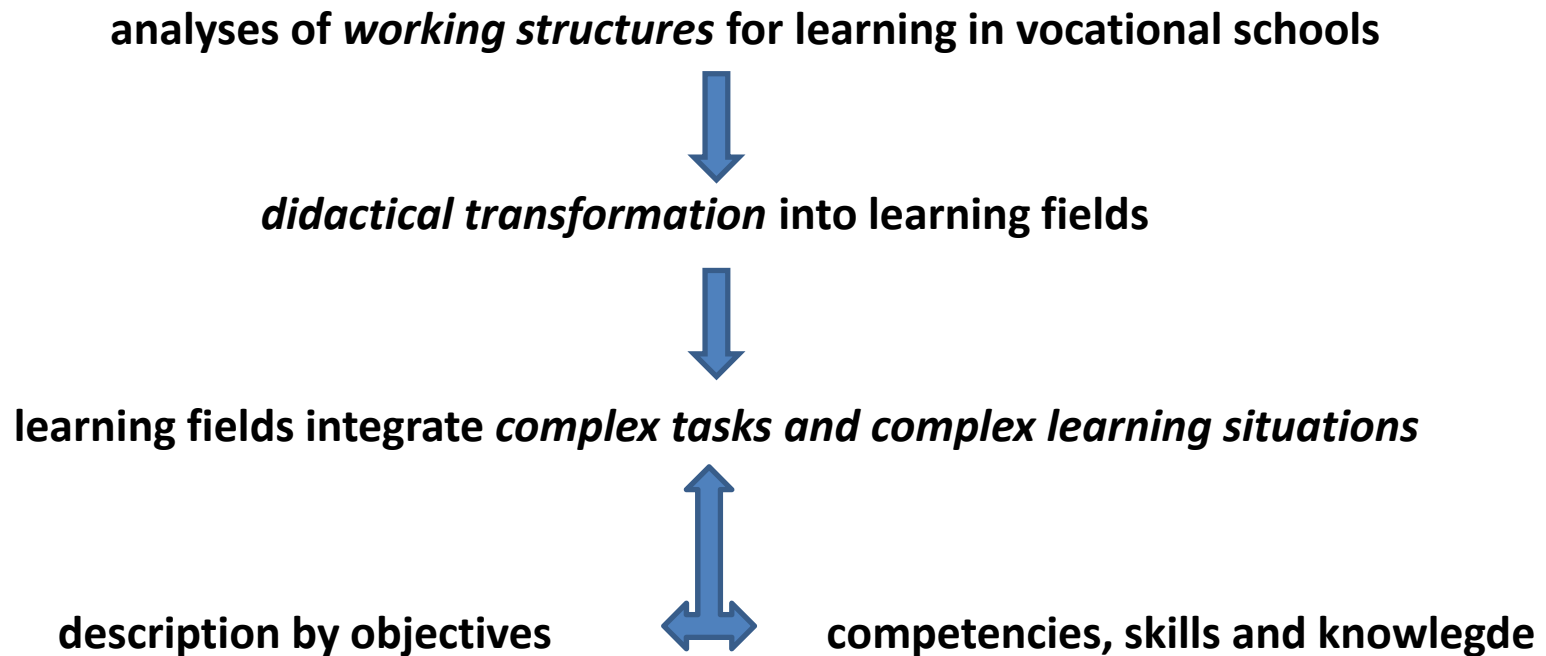 analyses of working structures for learning in vocational schools
didactical transformation into learning fields
learning fields integrate complex tasks and complex learning situations
description by objectives
competencies, skills and knowlegde